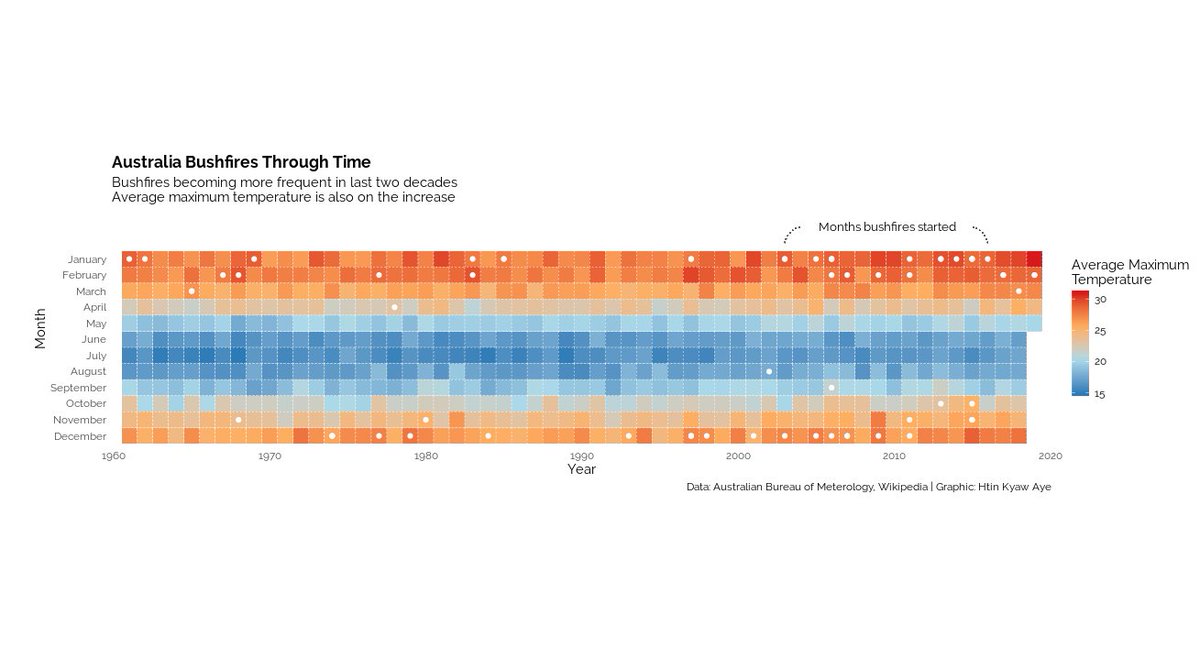 Australia Bushfires Through Time
Bushfires becoming more frequent in last two decades
Average maximum temperature is also on the increase
Months bushfires started
January
February
March
April
May
June
July
August
September
October
November
December
Month
1960 1970 1980 1990 2000 2010 2020
Year
Average Maximum
Temperature
30
25
20
15
Data: Australian Bureau of Meterology, Wikipedia | Graphic: Htin Kyaw Aye